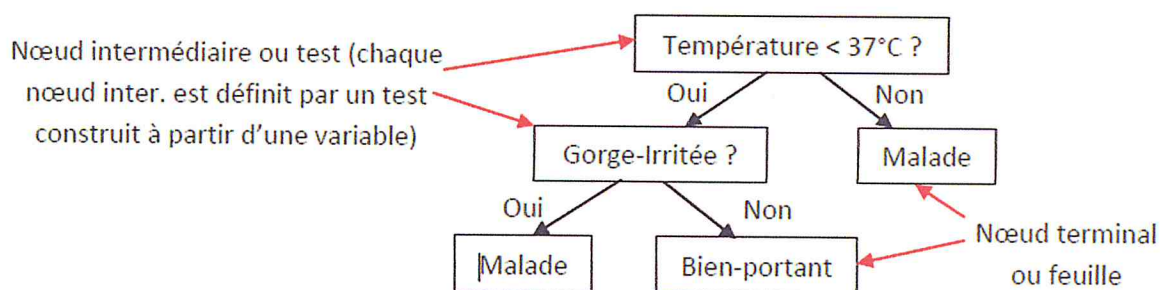 Température < 37°C ?
Nœud intermédiaire ou test (chaque
nœud inter. est définit par un test
construit à partir d'une variable)
Oui
Non
Gorge-Irritée ?
Malade
Oui
Non
Malade
Bien-portant
Nœud terminal
ou feuille